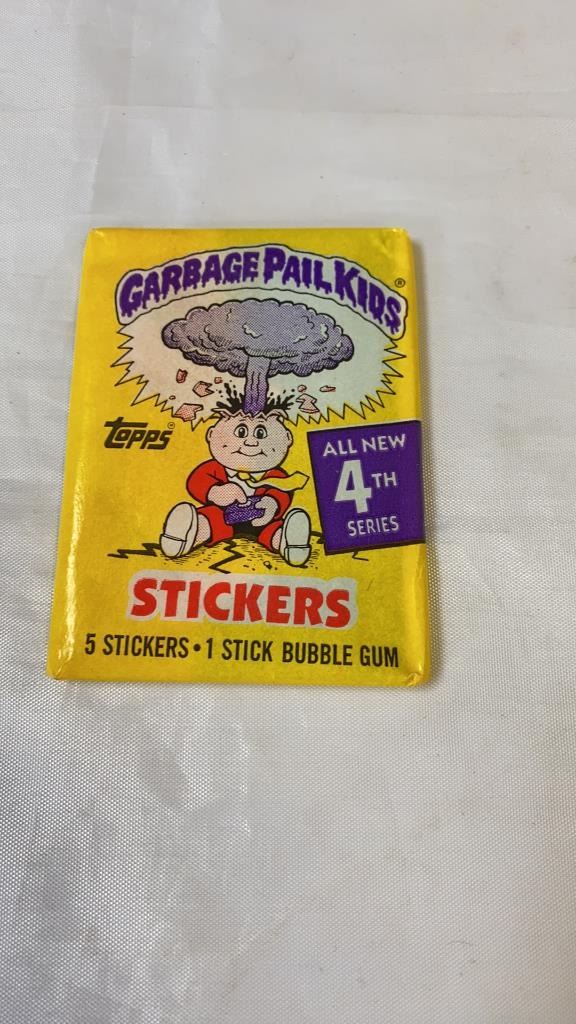 GARBAGE PAIL KIDS®
topps®
ALL NEW
4TH
SERIES
STICKERS
5 STICKERS • 1 STICK BUBBLE GUM